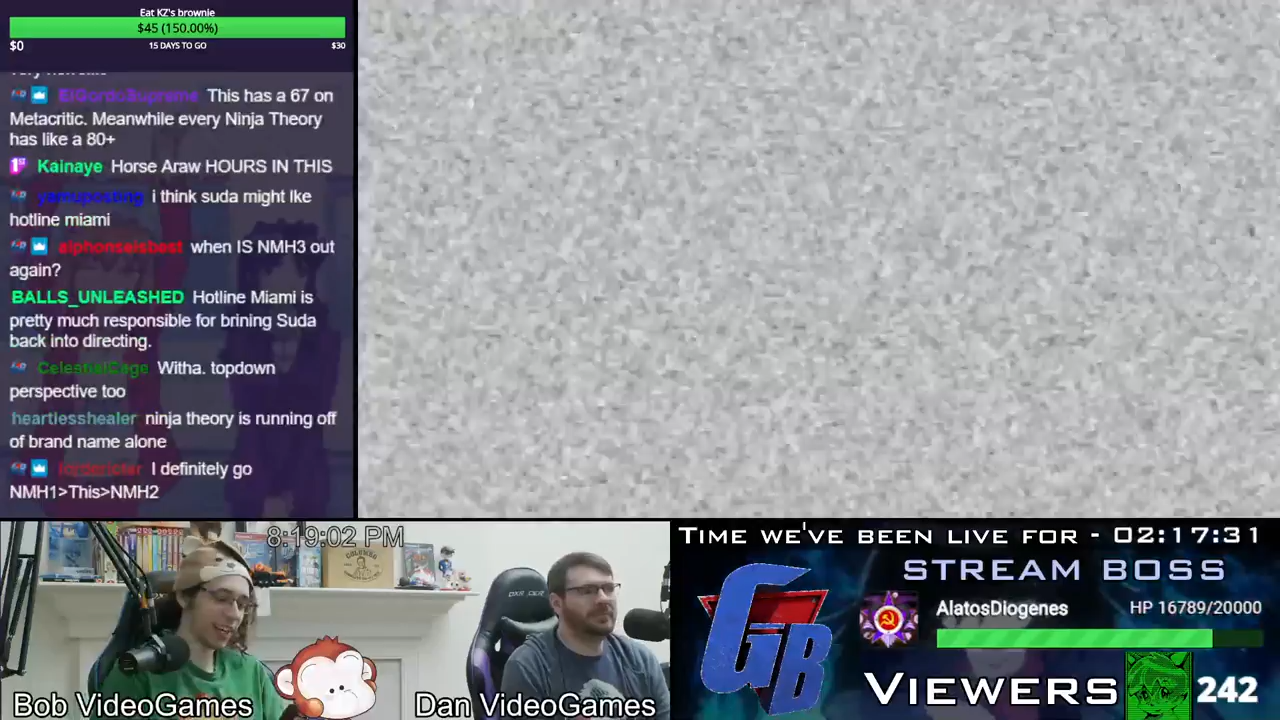 Eat KZ's brownie
$45 (150.00%)
$0 15 DAYS TO GO $30
ElGordoSupreme This has a 67 on
Metacritic. Meanwhile every Ninja Theory
has like a 80+
Kainaye Horse Araw HOURS IN THIS
yamuposting i think suda might lke
hotline miami
alphonseisbest when IS NMH3 out
again?
BALLS_UNLEASHED Hotline Miami is
pretty much responsible for brining Suda
back into directing.
CelestialCage Witha. topdown
perspective too
heartlesshealer ninja theory is running off
of brand name alone
I definitely go
NMH1>This>NMH2
8:19:02 PM
Bob VideoGames
Dan VideoGames
TIME WE'VE BEEN LIVE FOR - 02:17:31
STREAM BOSS
AlatosDiogenes HP 16789/20000
GB
VIEWERS 242